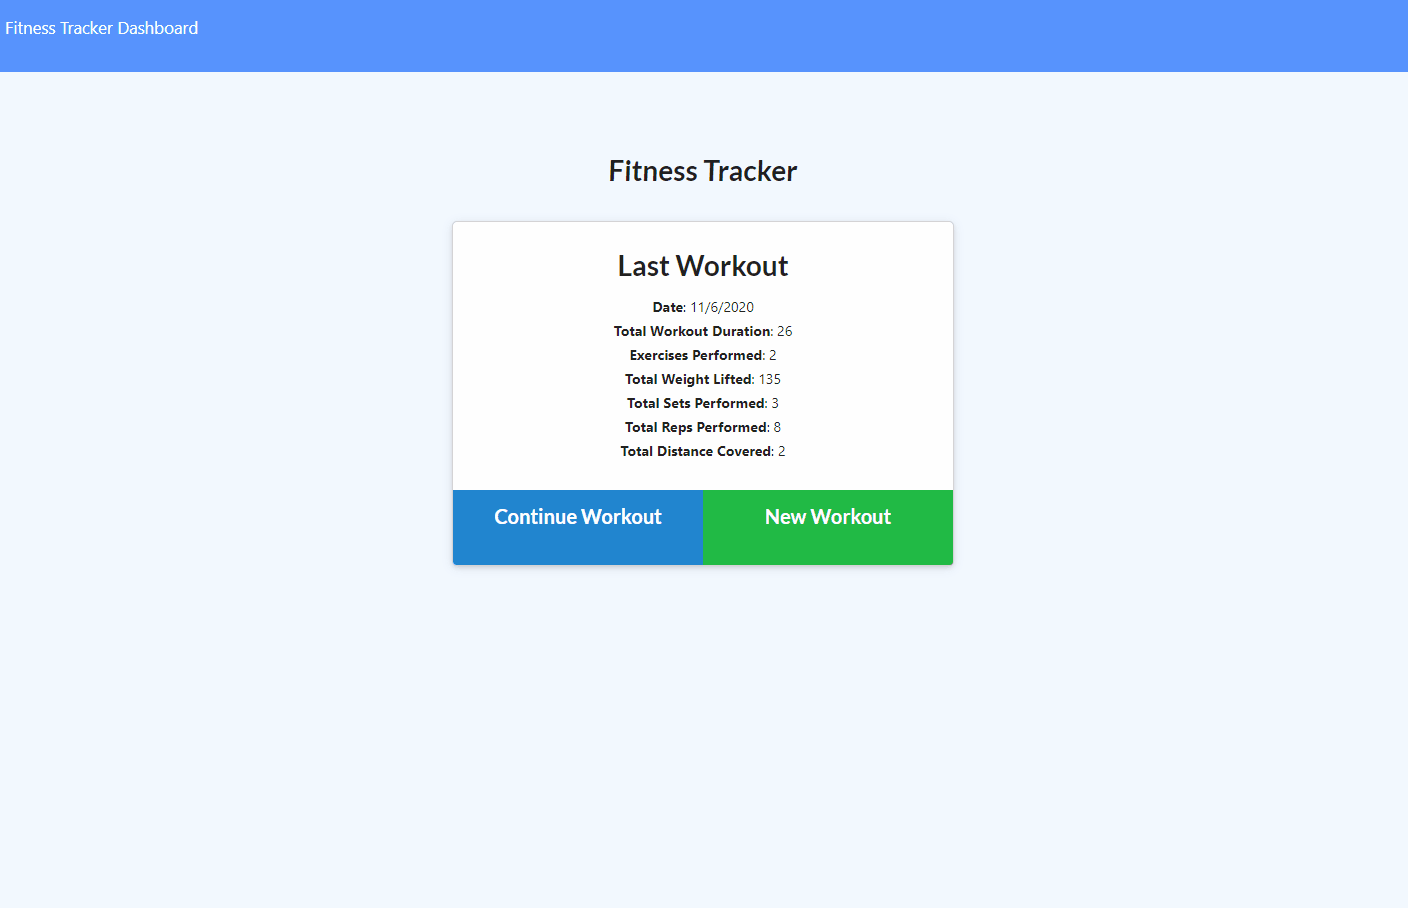 Fitness Tracker Dashboard
Fitness Tracker
Last Workout
Date: 11/6/2020
Total Workout Duration: 26
Exercises Performed: 2
Total Weight Lifted: 135
Total Sets Performed: 3
Total Reps Performed: 8
Total Distance Covered: 2
Continue Workout New Workout